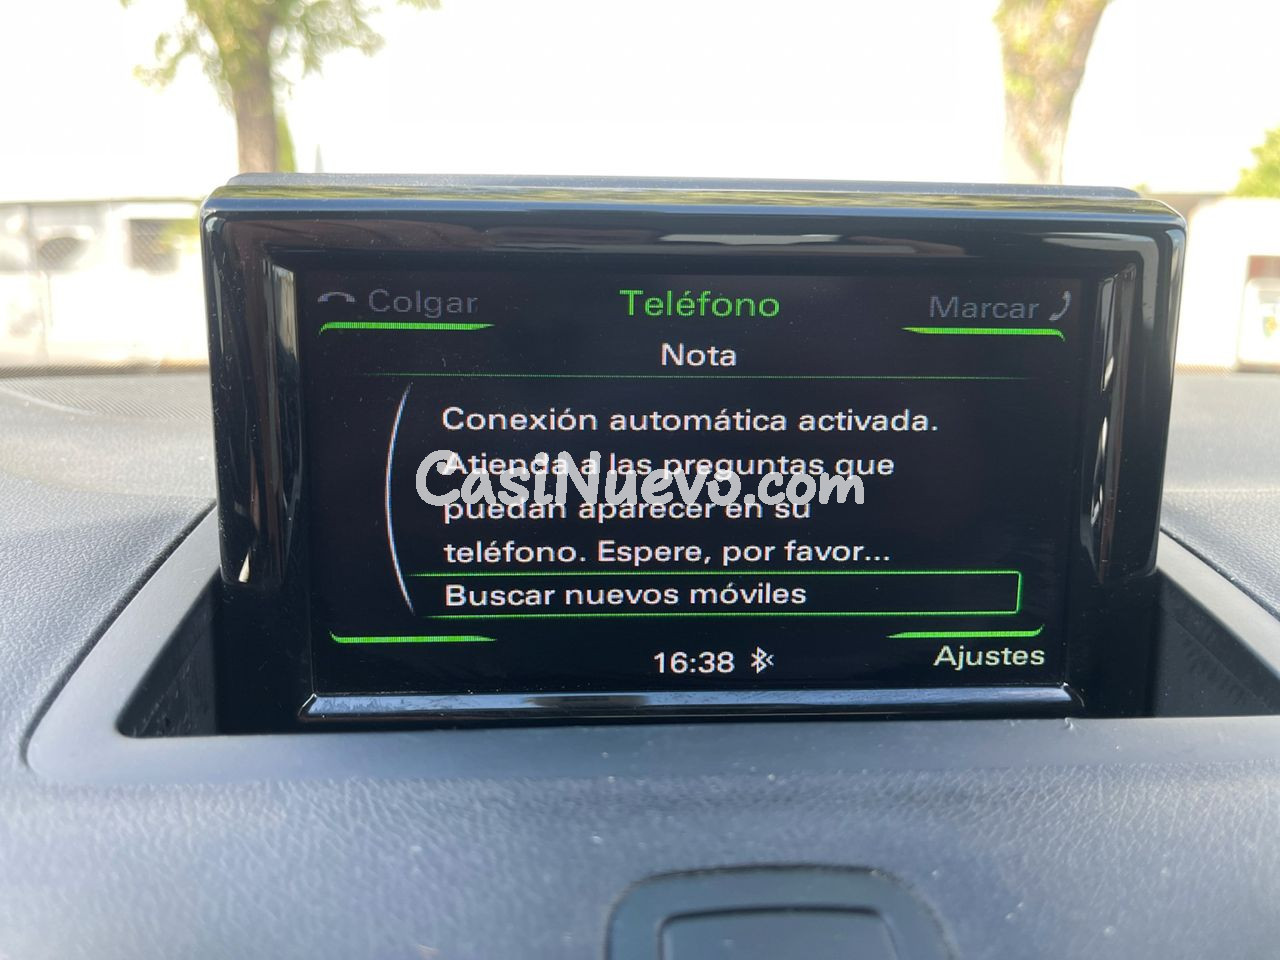 Colgar Teléfono Marcar
Nota
Conexión automática activada.
Atienda a las preguntas que
CasiNuevo.com
puedan aparecer en su
teléfono. Espere, por favor...
Buscar nuevos móviles
16:38 Ajustes